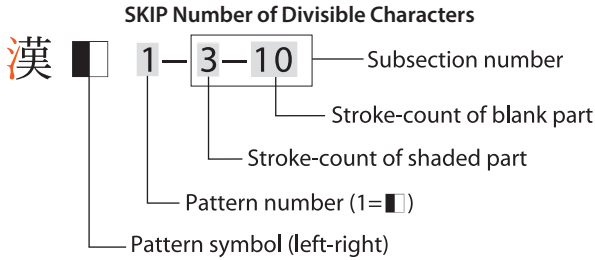 SKIP Number of Divisible Characters
漢 1–3–10 Subsection number
Stroke-count of blank part
Stroke-count of shaded part
Pattern number (1=◧)
Pattern symbol (left-right)